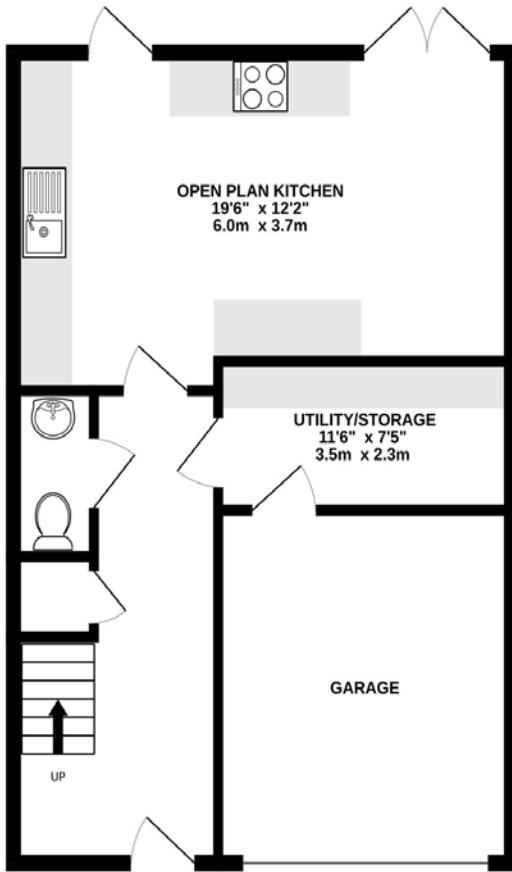 OPEN PLAN KITCHEN
19'6" x 12'2"
6.0m x 3.7m
UTILITY/STORAGE
11'6" x 7'5"
3.5m x 2.3m
GARAGE
UP